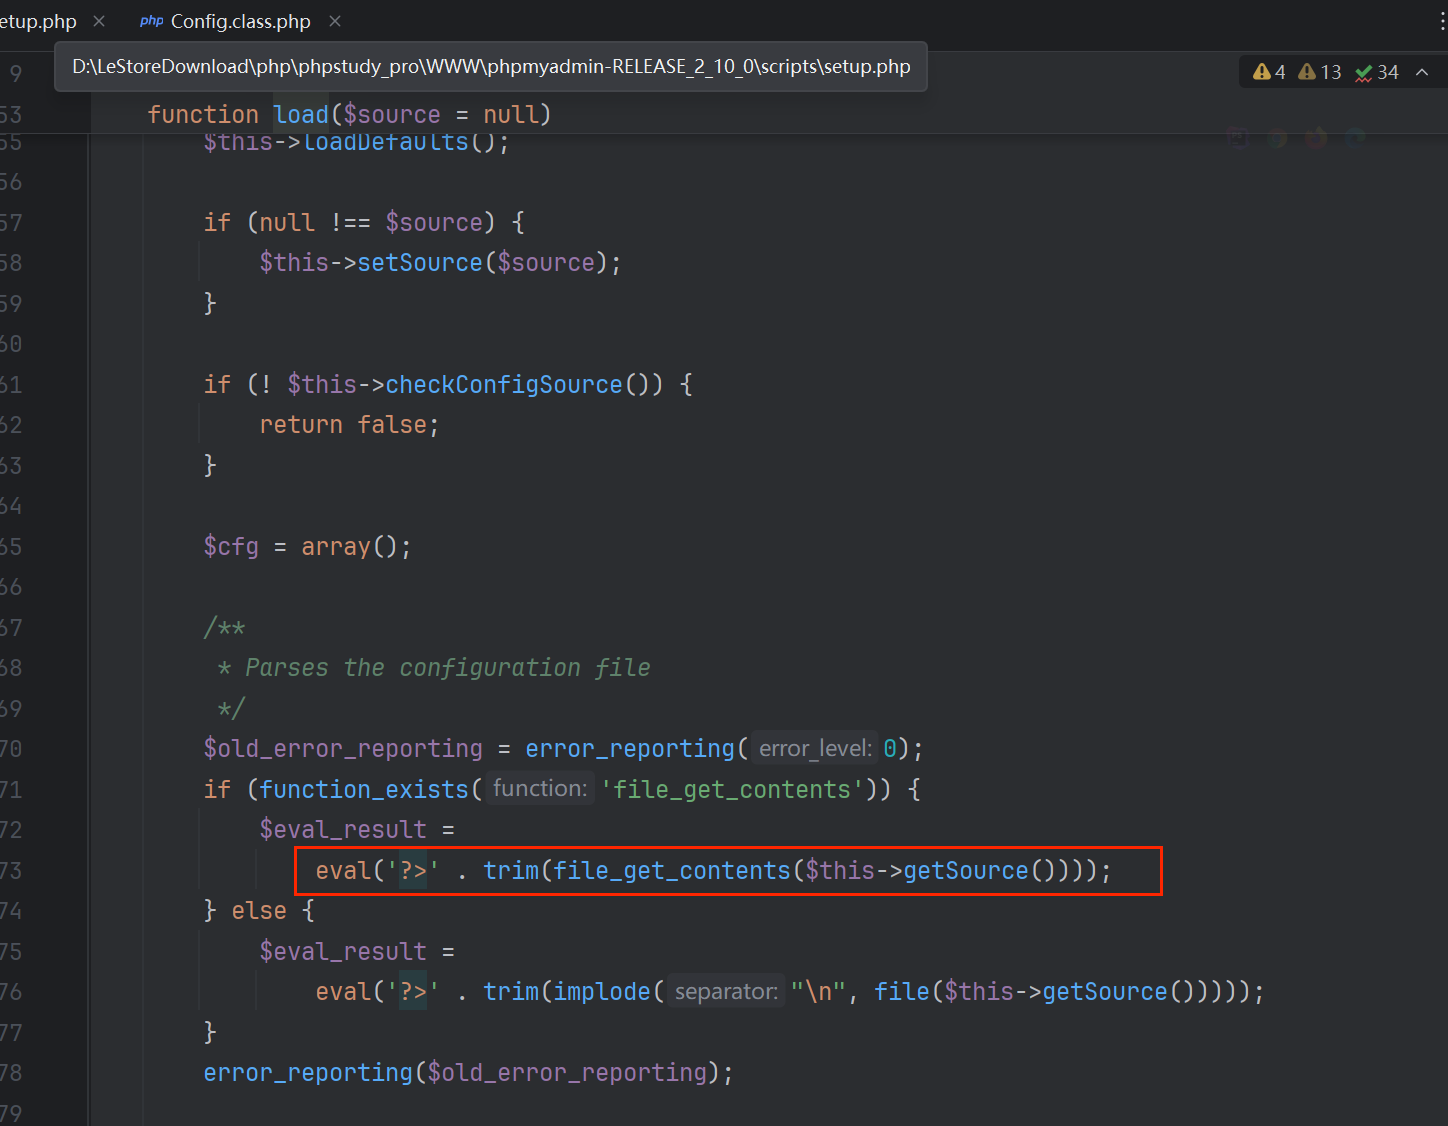 etup.php × php Config.class.php ×
D:\LeStoreDownload\php\phpstudy_pro\WWW\phpmyadmin-RELEASE_2_10_0\scripts\setup.php
9 4 13 34
53 function load($source = null)
55 $this->loadDefaults();
56
57 if (null !== $source) {
58 $this->setSource($source);
59 }
60
61 if (! $this->checkConfigSource()) {
62 return false;
63 }
64
65 $cfg = array();
66
67 /**
68 * Parses the configuration file
69 */
70 $old_error_reporting = error_reporting( error_level: 0);
71 if (function_exists( function: 'file_get_contents')) {
72 $eval_result =
73 eval('?>' . trim(file_get_contents($this->getSource())));
74 } else {
75 $eval_result =
76 eval('?>' . trim(implode( separator: "\n", file($this->getSource()))));
77 }
78 error_reporting($old_error_reporting);
79